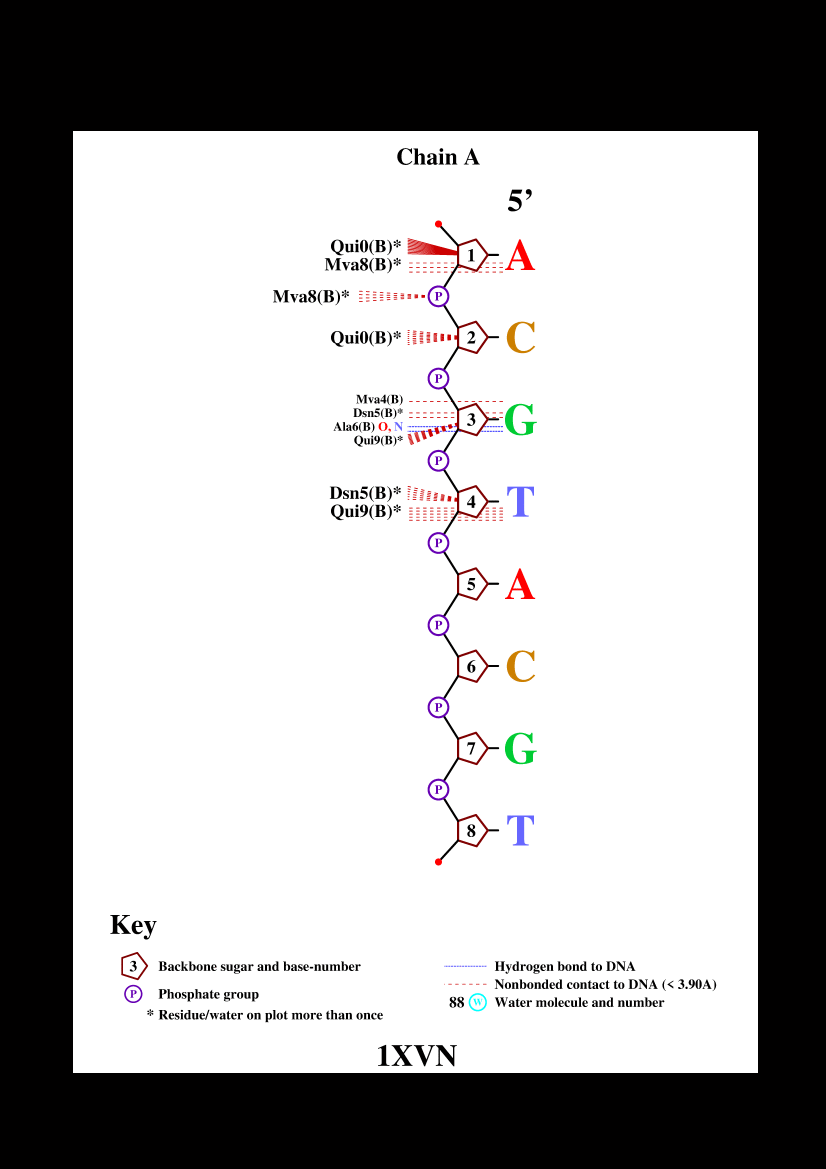 Chain A
5’
Qui0(B)*
Mva8(B)*
1 A
Mva8(B)* P
Qui0(B)* 2 C
P
Mva4(B)
Dsn5(B)*
3 G
Ala6(B) O, N
Qui9(B)*
P
Dsn5(B)*
4 T
Qui9(B)*
P
5 A
P
6 C
P
7 G
P
8 T
Key
3 Backbone sugar and base-number
P Phosphate group
* Residue/water on plot more than once
Hydrogen bond to DNA
Nonbonded contact to DNA (< 3.90A)
88 W Water molecule and number
1XVN